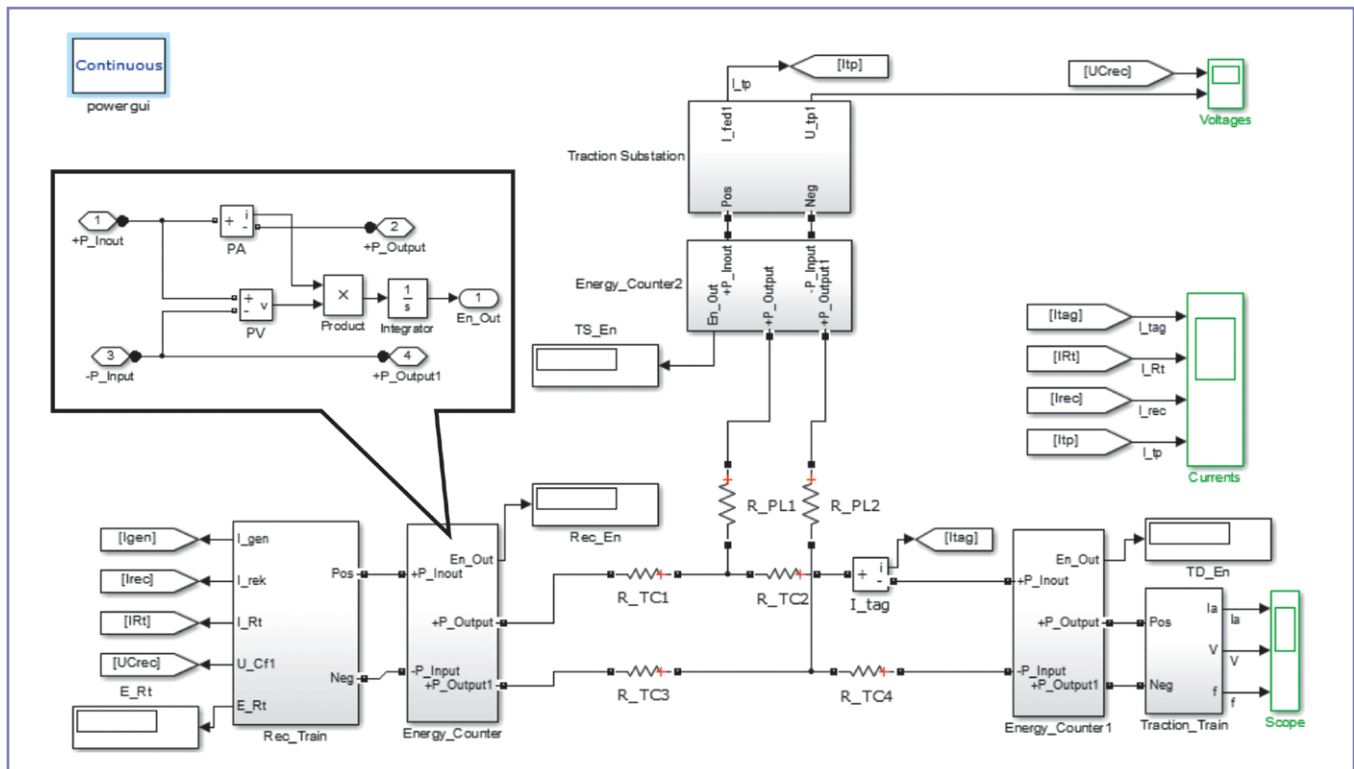 Continuous
powergui
[Itp]
I_tp
[UCrec]
Voltages
I_fed1
U_tp1
Traction Substation
Pos
Neg
1
+P_Inout
+ i
-
PA
2
+P_Output
+
- v
PV
×
Product
1
s
Integrator
1
En_Out
3
-P_Input
4
+P_Output1
Energy_Counter2
En_Out
+P_Inout
+P_Output
-P_Input
+P_Output1
TS_En
[Itag]
I_tag
[IRt]
I_Rt
[Irec]
I_rec
[Itp]
I_tp
Currents
R_PL1
R_PL2
Rec_En
[Igen]
[Irec]
[IRt]
[UCrec]
E_Rt
I_gen
I_rek
I_Rt
U_Cf1
E_Rt
Pos
Neg
Rec_Train
En_Out
+P_Inout
+P_Output
-P_Input
+P_Output1
Energy_Counter
R_TC1
R_TC2
R_TC3
R_TC4
[Itag]
+ i
-
I_tag
En_Out
+P_Inout
+P_Output
-P_Input
+P_Output1
Energy_Counter1
TD_En
Pos
Neg
Ia
V
f
Traction_Train
Ia
V
f
Scope